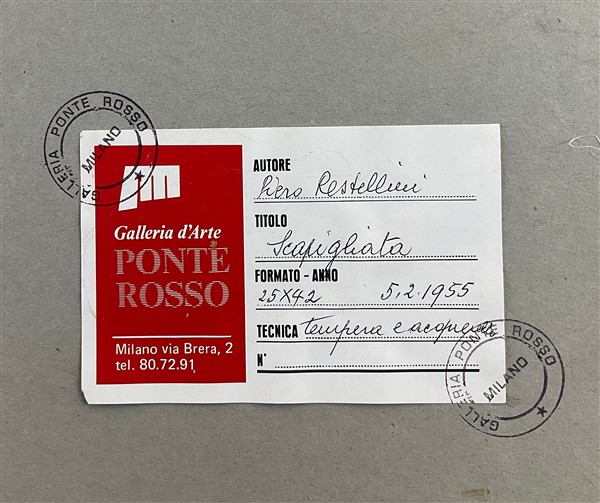 GALLERIA PONTE ROSSO
MILANO
Galleria d'Arte
PONTE
ROSSO
Milano via Brera, 2
tel. 80.72.91
AUTORE
Piero Restellini
TITOLO
Scapigliata
FORMATO - ANNO
25X42 5.2.1955
TECNICA tempera e acquerello
N°
GALLERIA PONTE ROSSO
MILANO